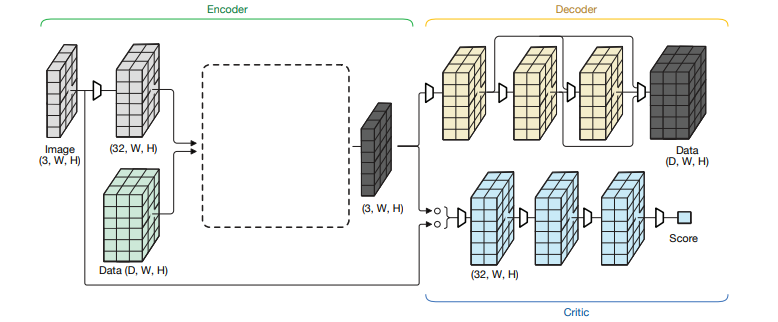 Encoder
Decoder
Image
(3, W, H)
(32, W, H)
Data (D, W, H)
(3, W, H)
Data
(D, W, H)
(32, W, H)
Score
Critic